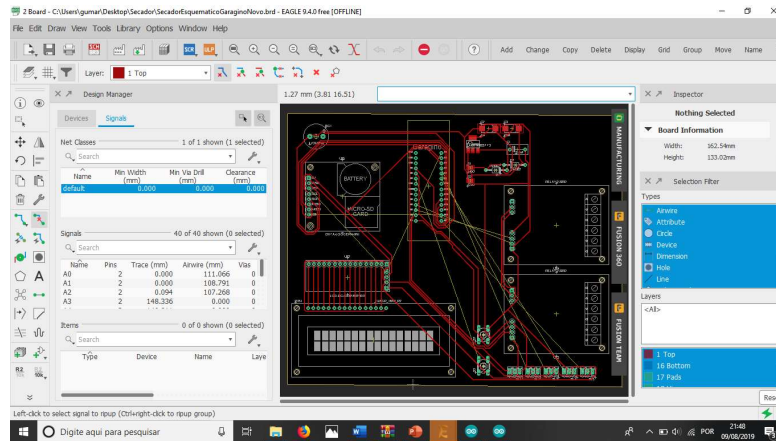 2 Board - C:\Users\gumar\Desktop\Secador\SecadorEsquematicoGaraginoNovo.brd - EAGLE 9.4.0 free [OFFLINE]
File Edit Draw View Tools Library Options Window Help
SCR ULP Add Change Copy Delete Display Grid Group Move Name
Layer: 1 Top
Design Manager
1.27 mm (3.81 16.51)
Inspector
Devices Signals
Nothing Selected
Board Information
Width: 162.54mm
Height: 133.02mm
Net Classes 1 of 1 shown (1 selected)
Search
Name Min Width (mm) Min Via Drill (mm) Clearance (mm)
default 0.000 0.000 0.000
Signals 40 of 40 shown (0 selected)
Search
Name Pins Trace (mm) Airwire (mm) Vias
A0 2 0.000 111.066 0
A1 2 0.000 108.791 0
A2 2 0.094 107.268 0
A3 2 148.336 0.000 0
Items 0 of 0 shown (0 selected)
Search
Type Device Name Laye
Garagino
BATTERY
MICRO-SD
CARD
MANUFACTURING
FUSION 360
FUSION TEAM
Selection Filter
Types
Airwire
Attribute
Circle
Device
Dimension
Hole
Line
Layers
<All>
1 Top
16 Bottom
17 Pads
Rese
R2
10k
Left-click to select signal to ripup (Ctrl+right-click to ripup group)
Digite aqui para pesquisar
POR
21:48
09/08/2019